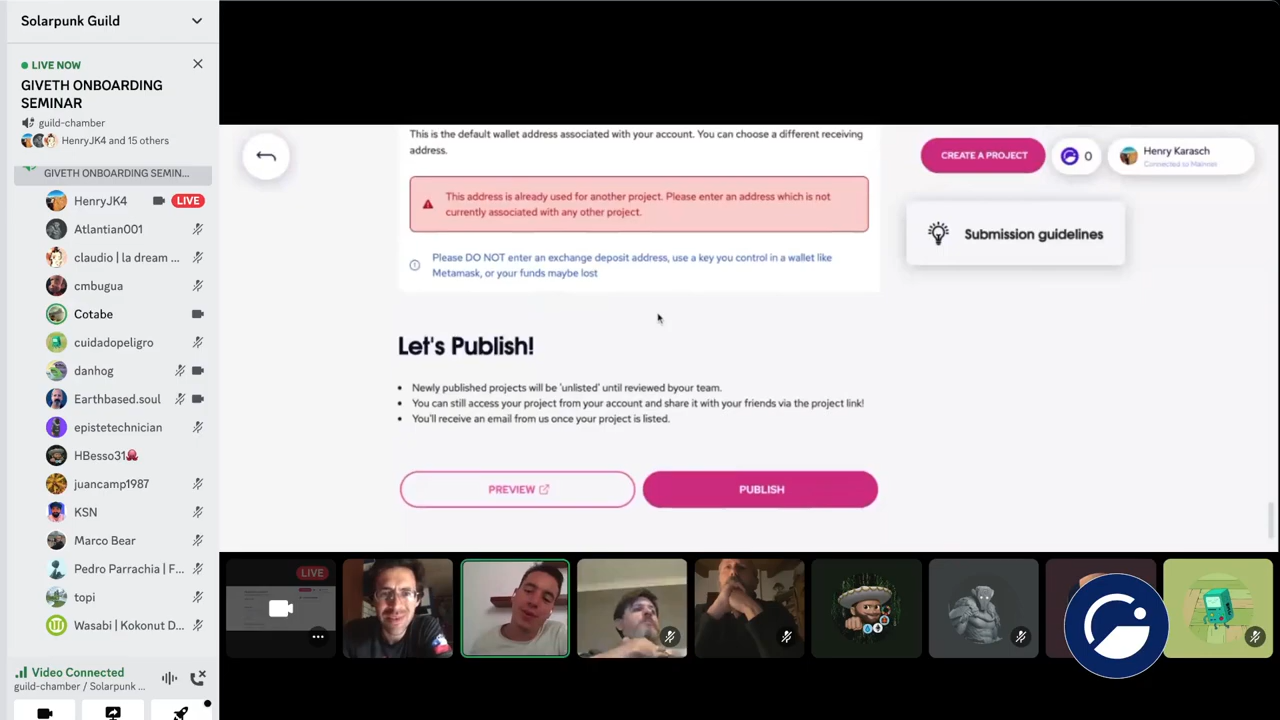 Solarpunk Guild
LIVE NOW
GIVETH ONBOARDING
SEMINAR
guild-chamber
HenryJK4 and 15 others
GIVETH ONBOARDING SEMIN...
HenryJK4
LIVE
Atlantian001
claudio | la dream ...
cmbugua
Cotabe
cuidadopeligro
danhog
Earthbased.soul
epistetechnician
HBesso31
juancamp1987
KSN
Marco Bear
Pedro Parrachia | F...
topi
Wasabi | Kokonut D...
Video Connected
guild-chamber / Solarpunk ...
This is the default wallet address associated with your account. You can choose a different receiving
address.
This address is already used for another project. Please enter an address which is not
currently associated with any other project.
Please DO NOT enter an exchange deposit address, use a key you control in a wallet like
Metamask, or your funds maybe lost
Let's Publish!
Newly published projects will be 'unlisted' until reviewed byour team.
You can still access your project from your account and share it with your friends via the project link!
You'll receive an email from us once your project is listed.
PREVIEW
PUBLISH
CREATE A PROJECT
0
Henry Karasch
Connected to Mainnet
Submission guidelines
LIVE